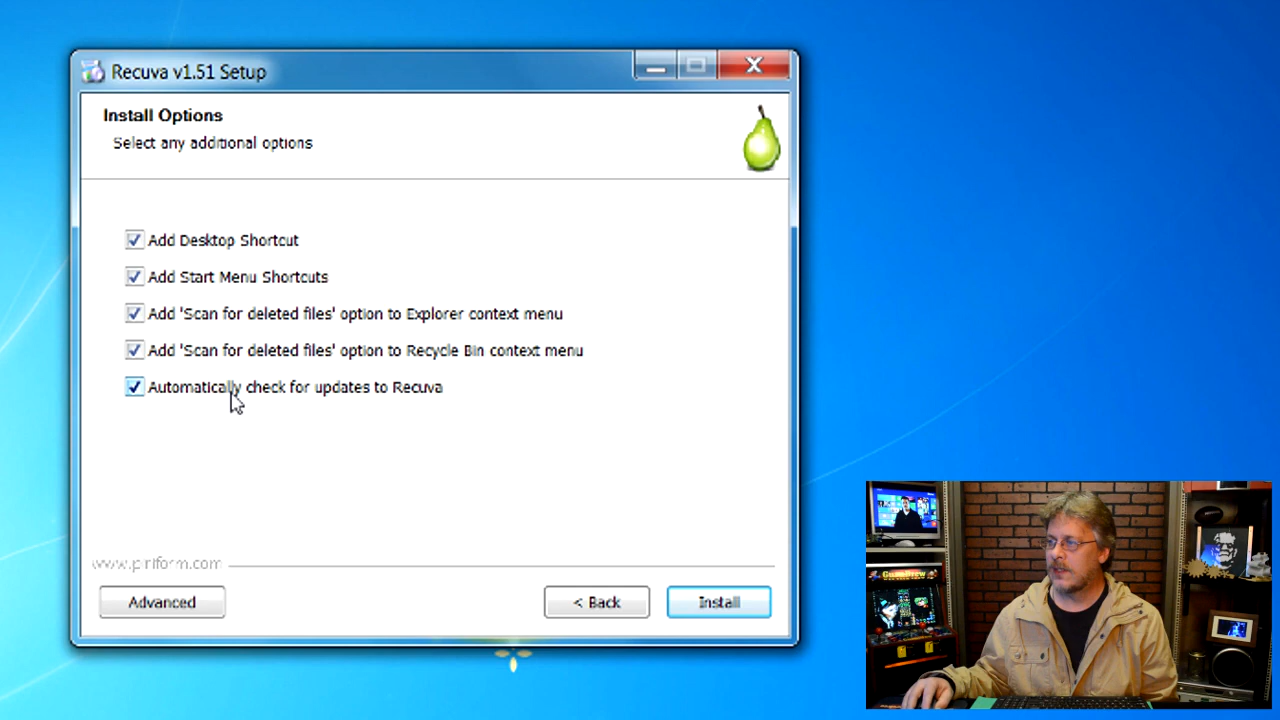 Recuva v1.51 Setup
Install Options
Select any additional options
Add Desktop Shortcut
Add Start Menu Shortcuts
Add 'Scan for deleted files' option to Explorer context menu
Add 'Scan for deleted files' option to Recycle Bin context menu
Automatically check for updates to Recuva
www.piriform.com
Advanced
< Back
Install